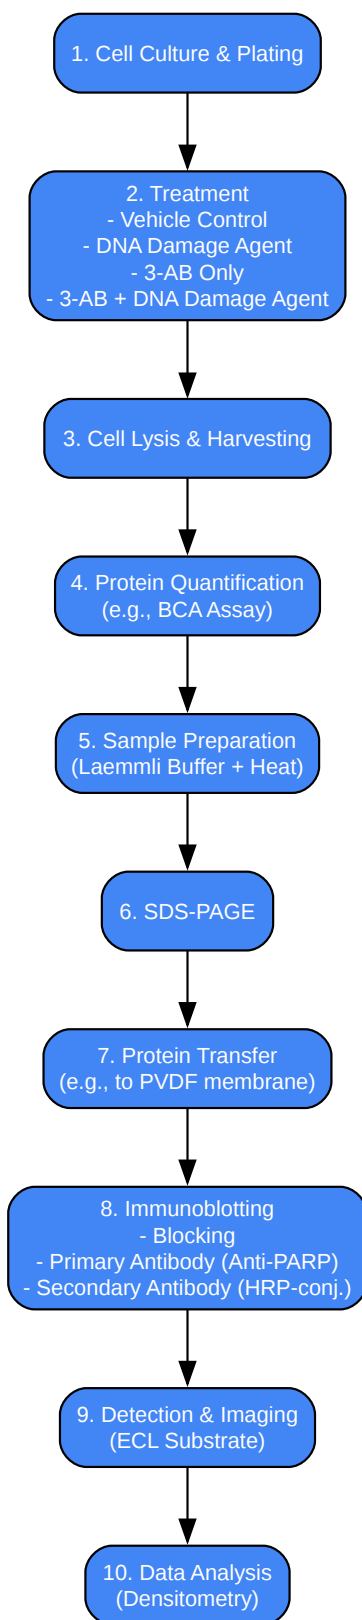 1. Cell Culture & Plating
2. Treatment
- Vehicle Control
- DNA Damage Agent
- 3-AB Only
- 3-AB + DNA Damage Agent
3. Cell Lysis & Harvesting
4. Protein Quantification
(e.g., BCA Assay)
5. Sample Preparation
(Laemmli Buffer + Heat)
6. SDS-PAGE
7. Protein Transfer
(e.g., to PVDF membrane)
8. Immunoblotting
- Blocking
- Primary Antibody (Anti-PARP)
- Secondary Antibody (HRP-conj.)
9. Detection & Imaging
(ECL Substrate)
10. Data Analysis
(Densitometry)